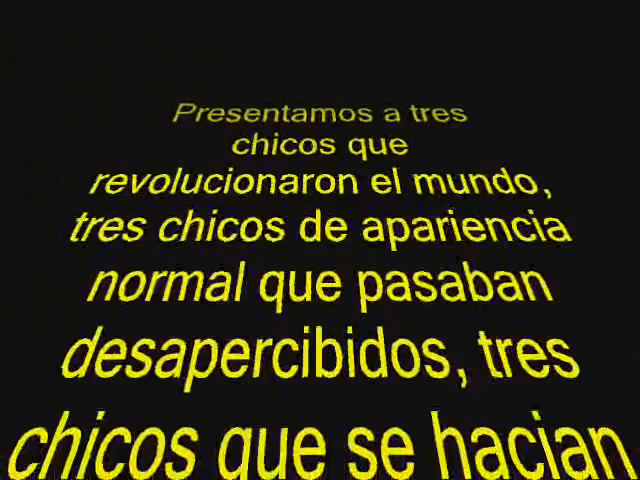 Presentamos a tres
chicos que
revolucionaron el mundo,
tres chicos de apariencia
normal que pasaban
desapercibidos, tres
chicos que se hacian